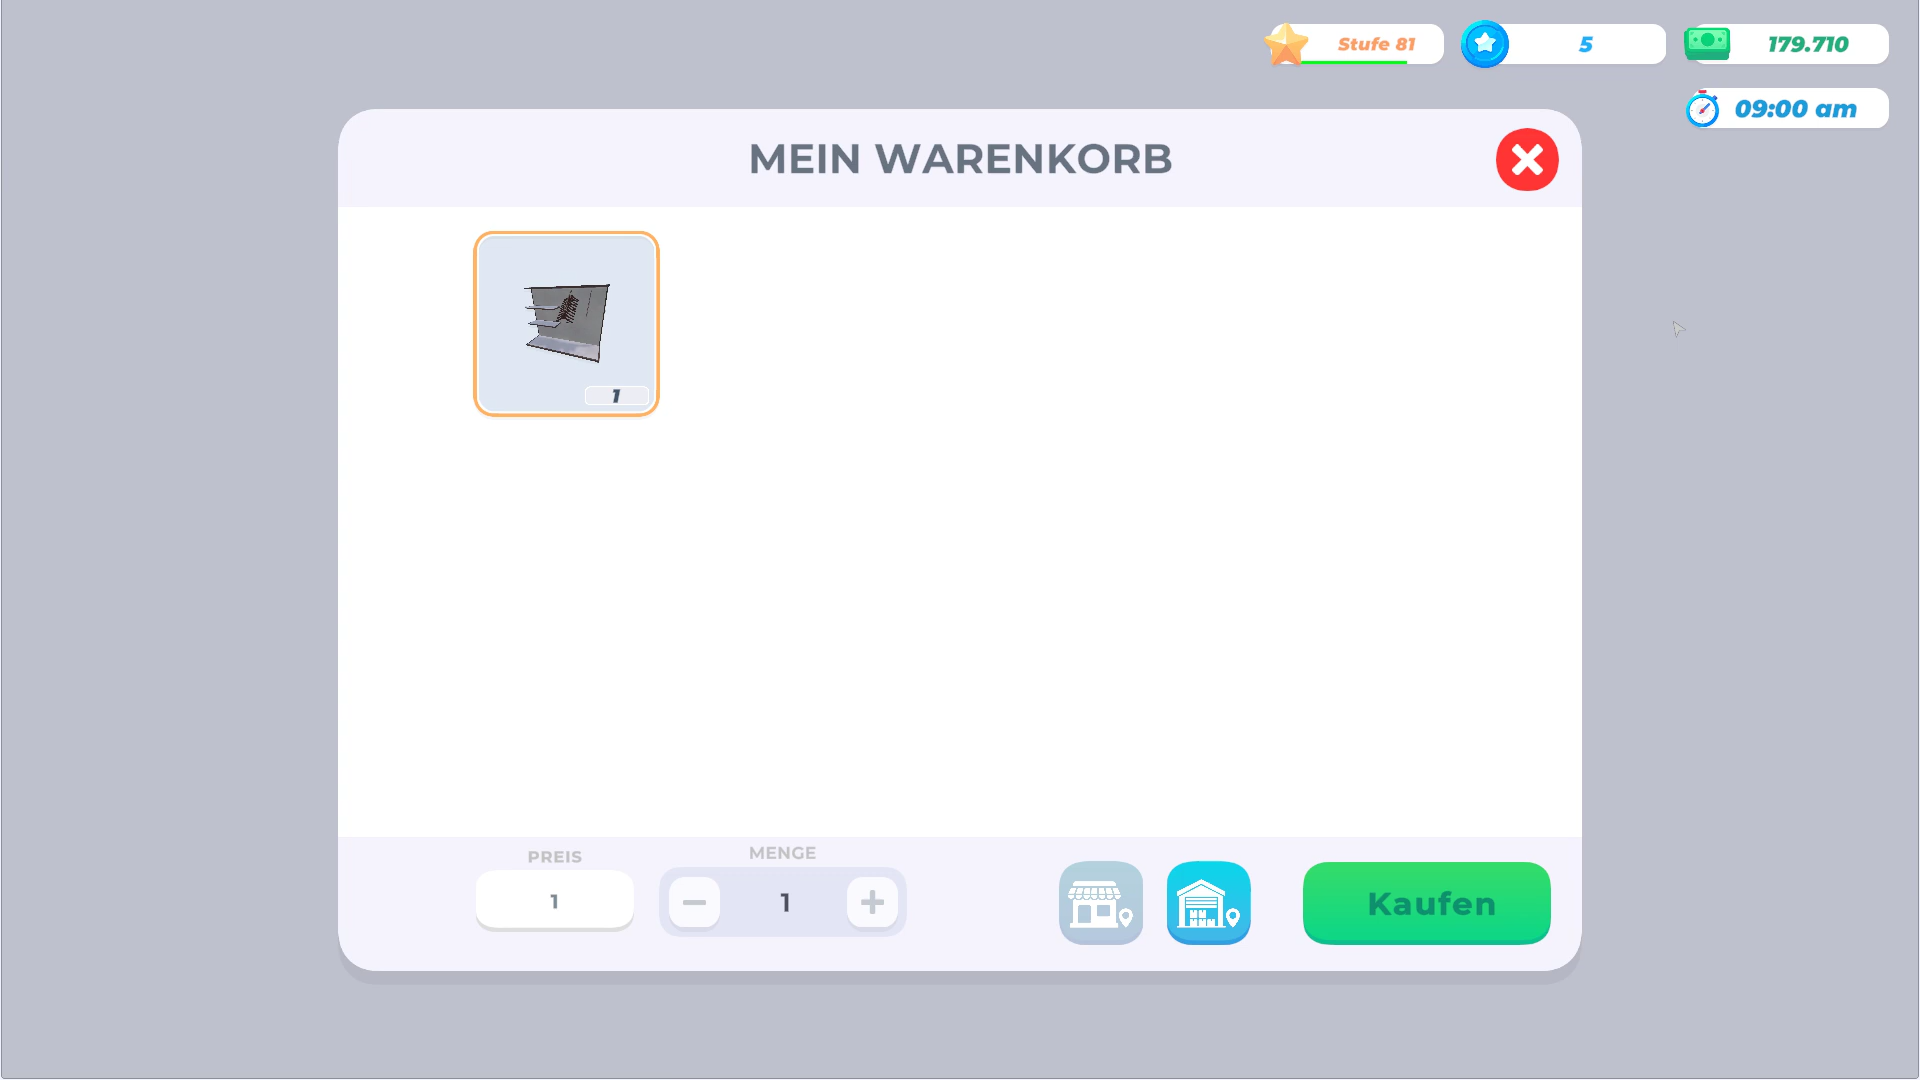 Stufe 81
5
179.710
09:00 am
MEIN WARENKORB
1
PREIS
1
MENGE
1
Kaufen